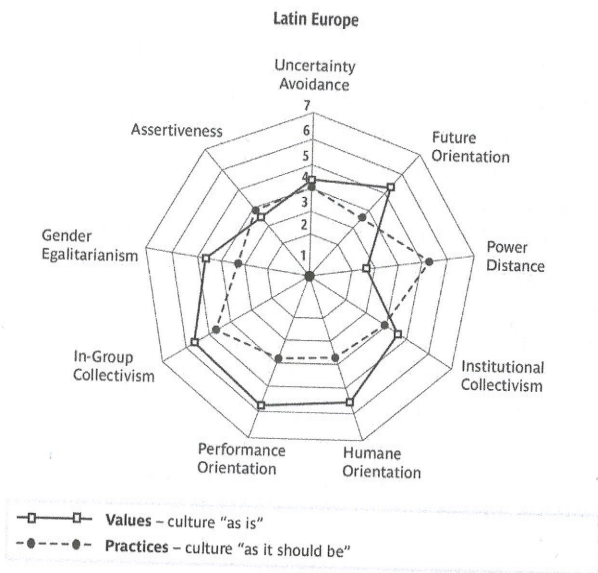 Latin Europe
Uncertainty
Avoidance
7
6
5
4
3
2
1
Assertiveness
Future
Orientation
Gender
Egalitarianism
Power
Distance
In-Group
Collectivism
Institutional
Collectivism
Performance
Orientation
Humane
Orientation
Values – culture "as is"
Practices – culture "as it should be"